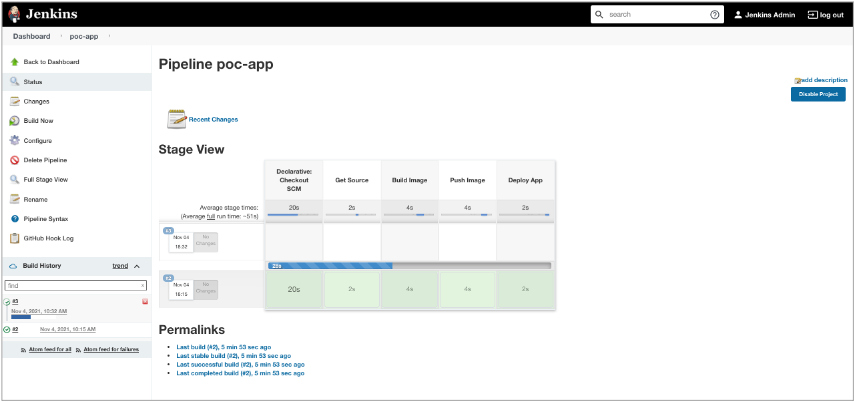 Jenkins
search
Jenkins Admin
log out
Dashboard
poc-app
Back to Dashboard
Status
Changes
Build Now
Configure
Delete Pipeline
Full Stage View
Rename
Pipeline Syntax
GitHub Hook Log
Build History
trend
find
#3
Nov 4, 2021, 10:32 AM
#2 Nov 4, 2021, 10:15 AM
Atom feed for all
Atom feed for failures
Pipeline poc-app
add description
Disable Project
Recent Changes
Stage View
Declarative:
Checkout
SCM
Get Source
Build Image
Push Image
Deploy App
Average stage times:
(Average full run time: ~51s)
20s
2s
4s
4s
2s
#3
Nov 04
No
Changes
#2
Nov 04
No
Changes
20s
2s
4s
4s
2s
Permalinks
Last build (#2), 5 min 53 sec ago
Last stable build (#2), 5 min 53 sec ago
Last successful build (#2), 5 min 53 sec ago
Last completed build (#2), 5 min 53 sec ago